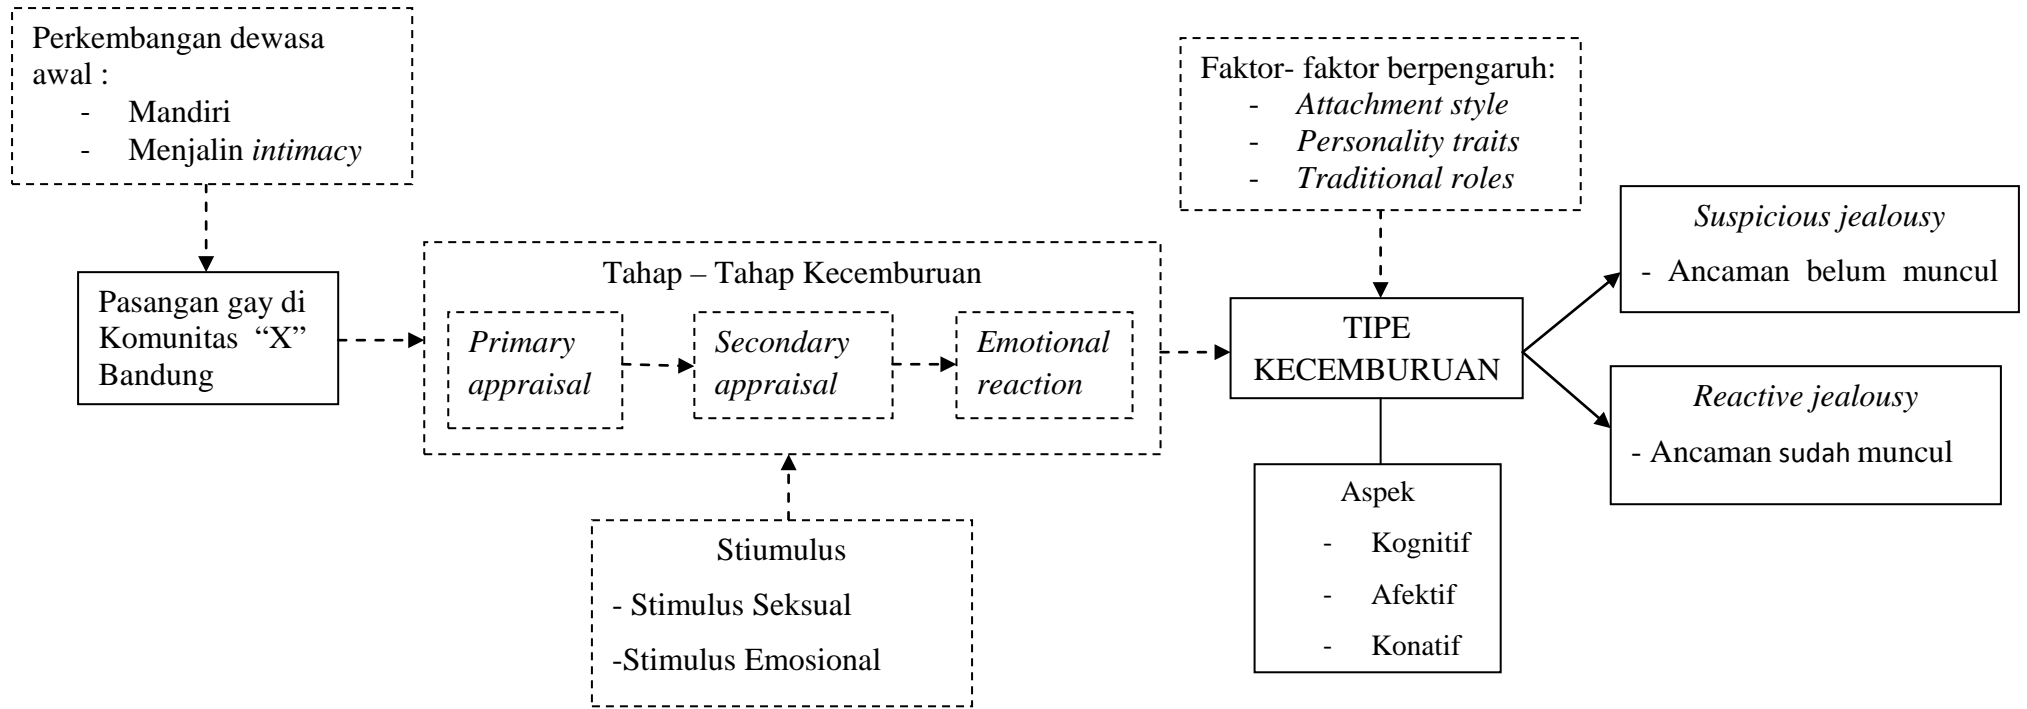 Perkembangan dewasa
awal :
- Mandiri
- Menjalin intimacy
Pasangan gay di
Komunitas “X”
Bandung
Tahap – Tahap Kecemburuan
Primary
appraisal
Secondary
appraisal
Emotional
reaction
Stiumulus
- Stimulus Seksual
-Stimulus Emosional
Faktor- faktor berpengaruh:
- Attachment style
- Personality traits
- Traditional roles
TIPE
KECEMBURUAN
Aspek
- Kognitif
- Afektif
- Konatif
Suspicious jealousy
- Ancaman belum muncul
Reactive jealousy
- Ancaman sudah muncul